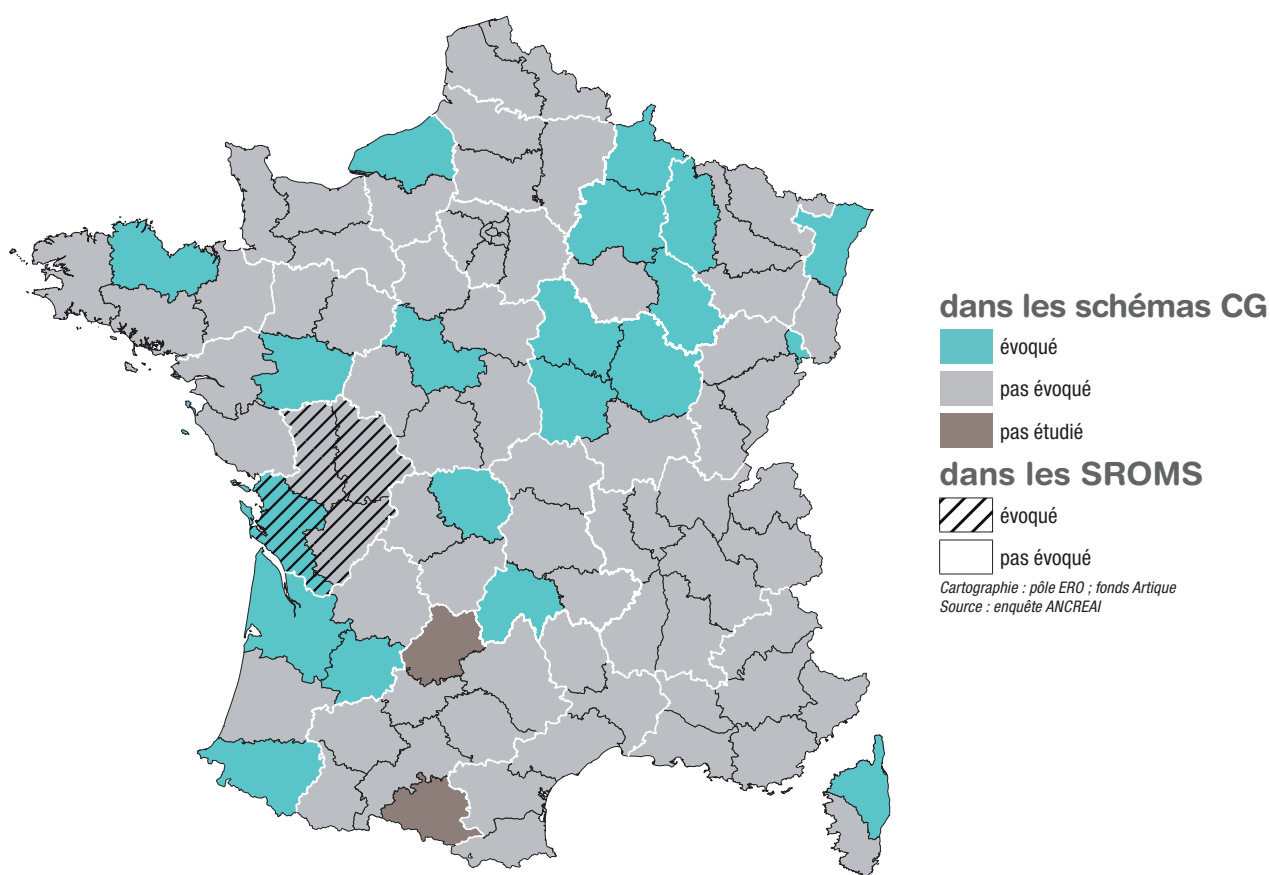 dans les schémas CG
évoqué
pas évoqué
pas étudié
dans les SROMS
évoqué
pas évoqué
Cartographie : pôle ERO ; fonds Artique
Source : enquête ANCREAI